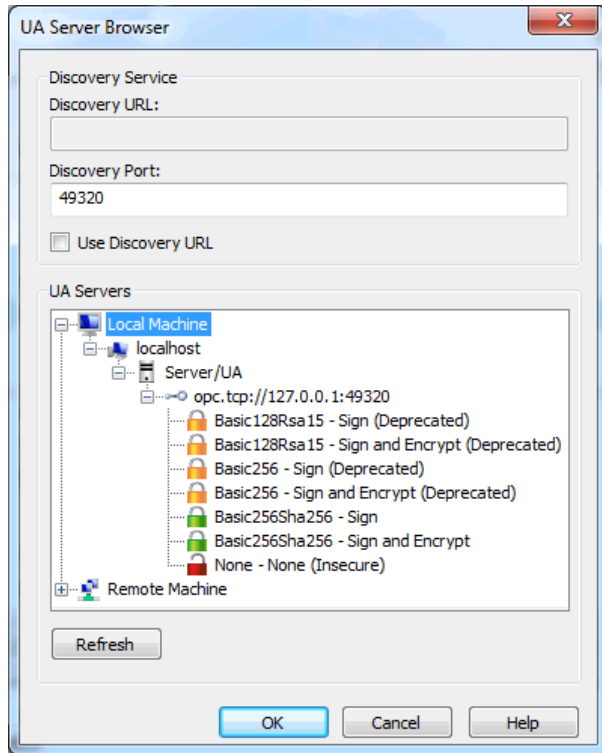 UA Server Browser
Discovery Service
Discovery URL:
Discovery Port:
49320
Use Discovery URL
UA Servers
Local Machine
localhost
Server/UA
opc.tcp://127.0.0.1:49320
Basic128Rsa15 - Sign (Deprecated)
Basic128Rsa15 - Sign and Encrypt (Deprecated)
Basic256 - Sign (Deprecated)
Basic256 - Sign and Encrypt (Deprecated)
Basic256Sha256 - Sign
Basic256Sha256 - Sign and Encrypt
None - None (Insecure)
Remote Machine
Refresh
OK Cancel Help